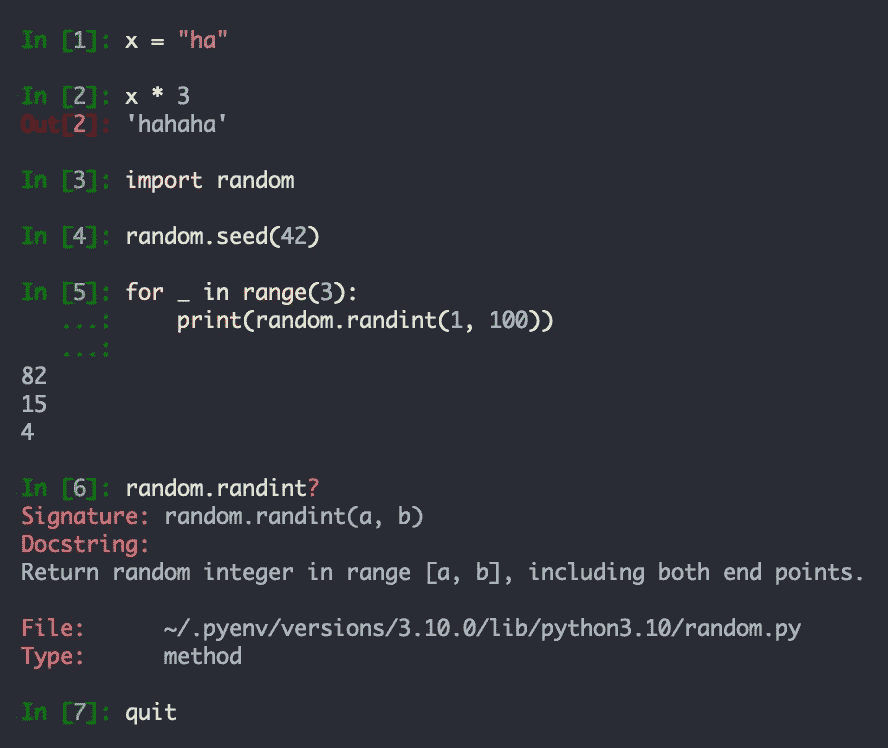 In [1]: x = "ha"
In [2]: x * 3
Out[2]: 'hahaha'
In [3]: import random
In [4]: random.seed(42)
In [5]: for _ in range(3):
   ...:     print(random.randint(1, 100))
   ...:
82
15
4
In [6]: random.randint?
Signature: random.randint(a, b)
Docstring:
Return random integer in range [a, b], including both end points.
File:      ~/.pyenv/versions/3.10.0/lib/python3.10/random.py
Type:      method
In [7]: quit